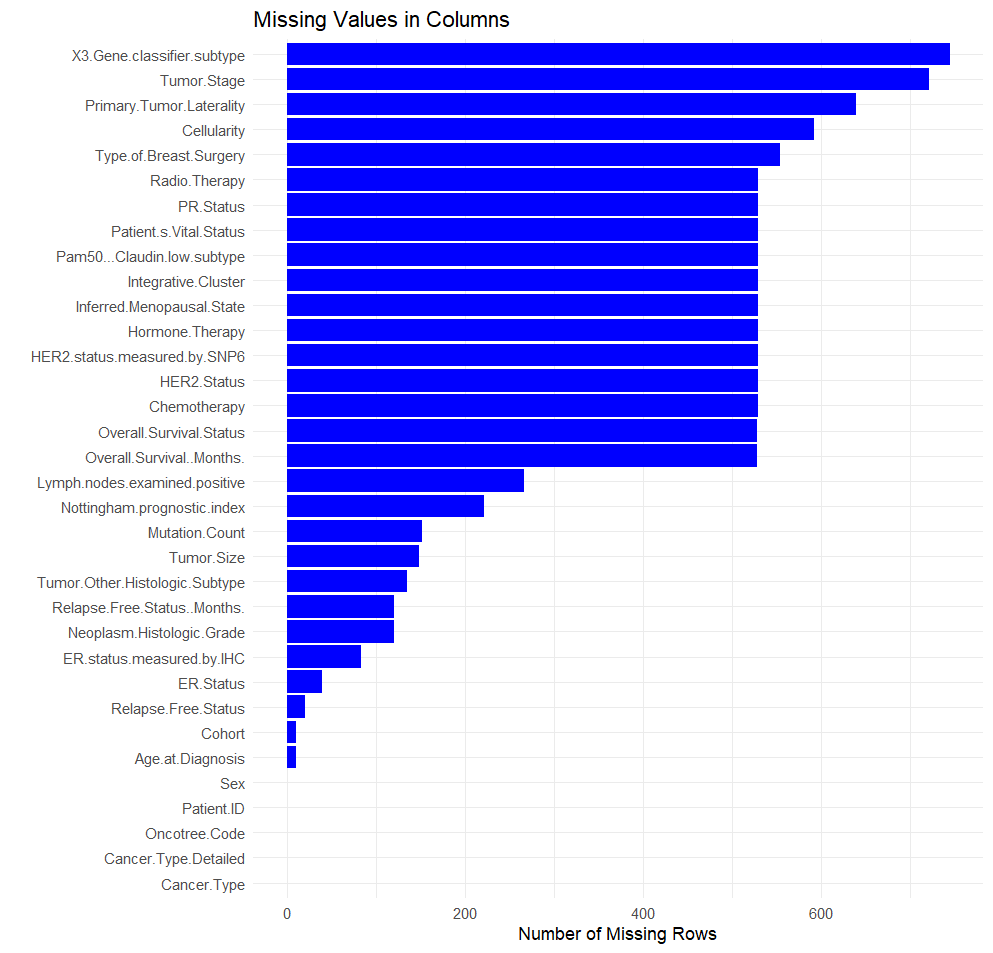 Missing Values in Columns
X3.Gene.classifier.subtype
Tumor.Stage
Primary.Tumor.Laterality
Cellularity
Type.of.Breast.Surgery
Radio.Therapy
PR.Status
Patient.s.Vital.Status
Pam50...Claudin.low.subtype
Integrative.Cluster
Inferred.Menopausal.State
Hormone.Therapy
HER2.status.measured.by.SNP6
HER2.Status
Chemotherapy
Overall.Survival.Status
Overall.Survival..Months.
Lymph.nodes.examined.positive
Nottingham.prognostic.index
Mutation.Count
Tumor.Size
Tumor.Other.Histologic.Subtype
Relapse.Free.Status..Months.
Neoplasm.Histologic.Grade
ER.status.measured.by.IHC
ER.Status
Relapse.Free.Status
Cohort
Age.at.Diagnosis
Sex
Patient.ID
Oncotree.Code
Cancer.Type.Detailed
Cancer.Type
0 200 400 600
Number of Missing Rows